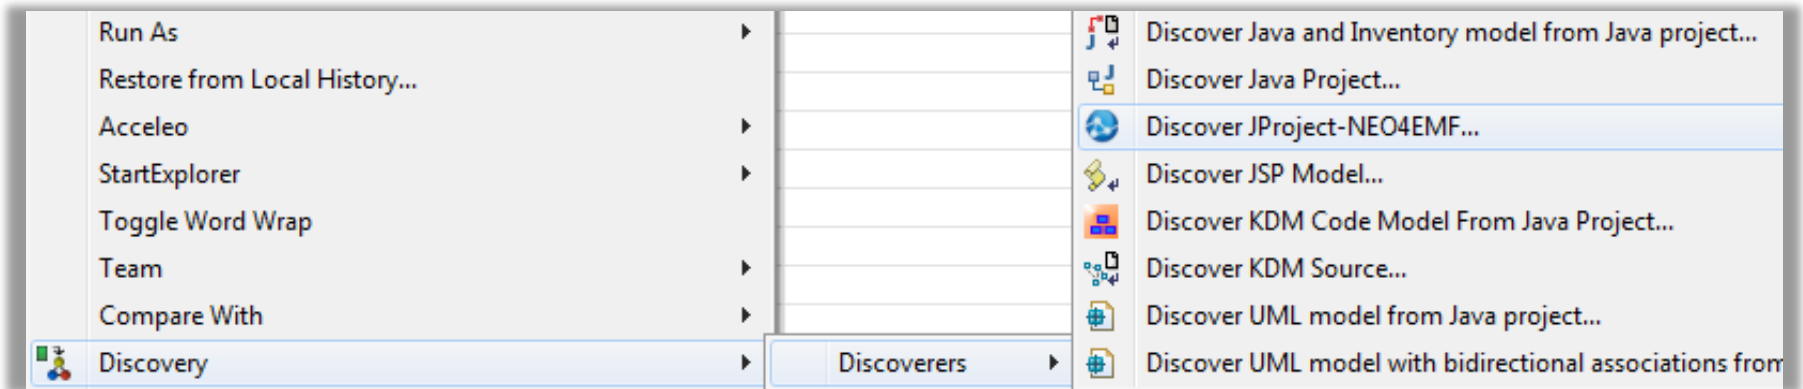 Run As
Restore from Local History...
Acceleo
StartExplorer
Toggle Word Wrap
Team
Compare With
Discovery
Discoverers
Discover Java and Inventory model from Java project...
Discover Java Project...
Discover JProject-NEO4EMF...
Discover JSP Model...
Discover KDM Code Model From Java Project...
Discover KDM Source...
Discover UML model from Java project...
Discover UML model with bidirectional associations from